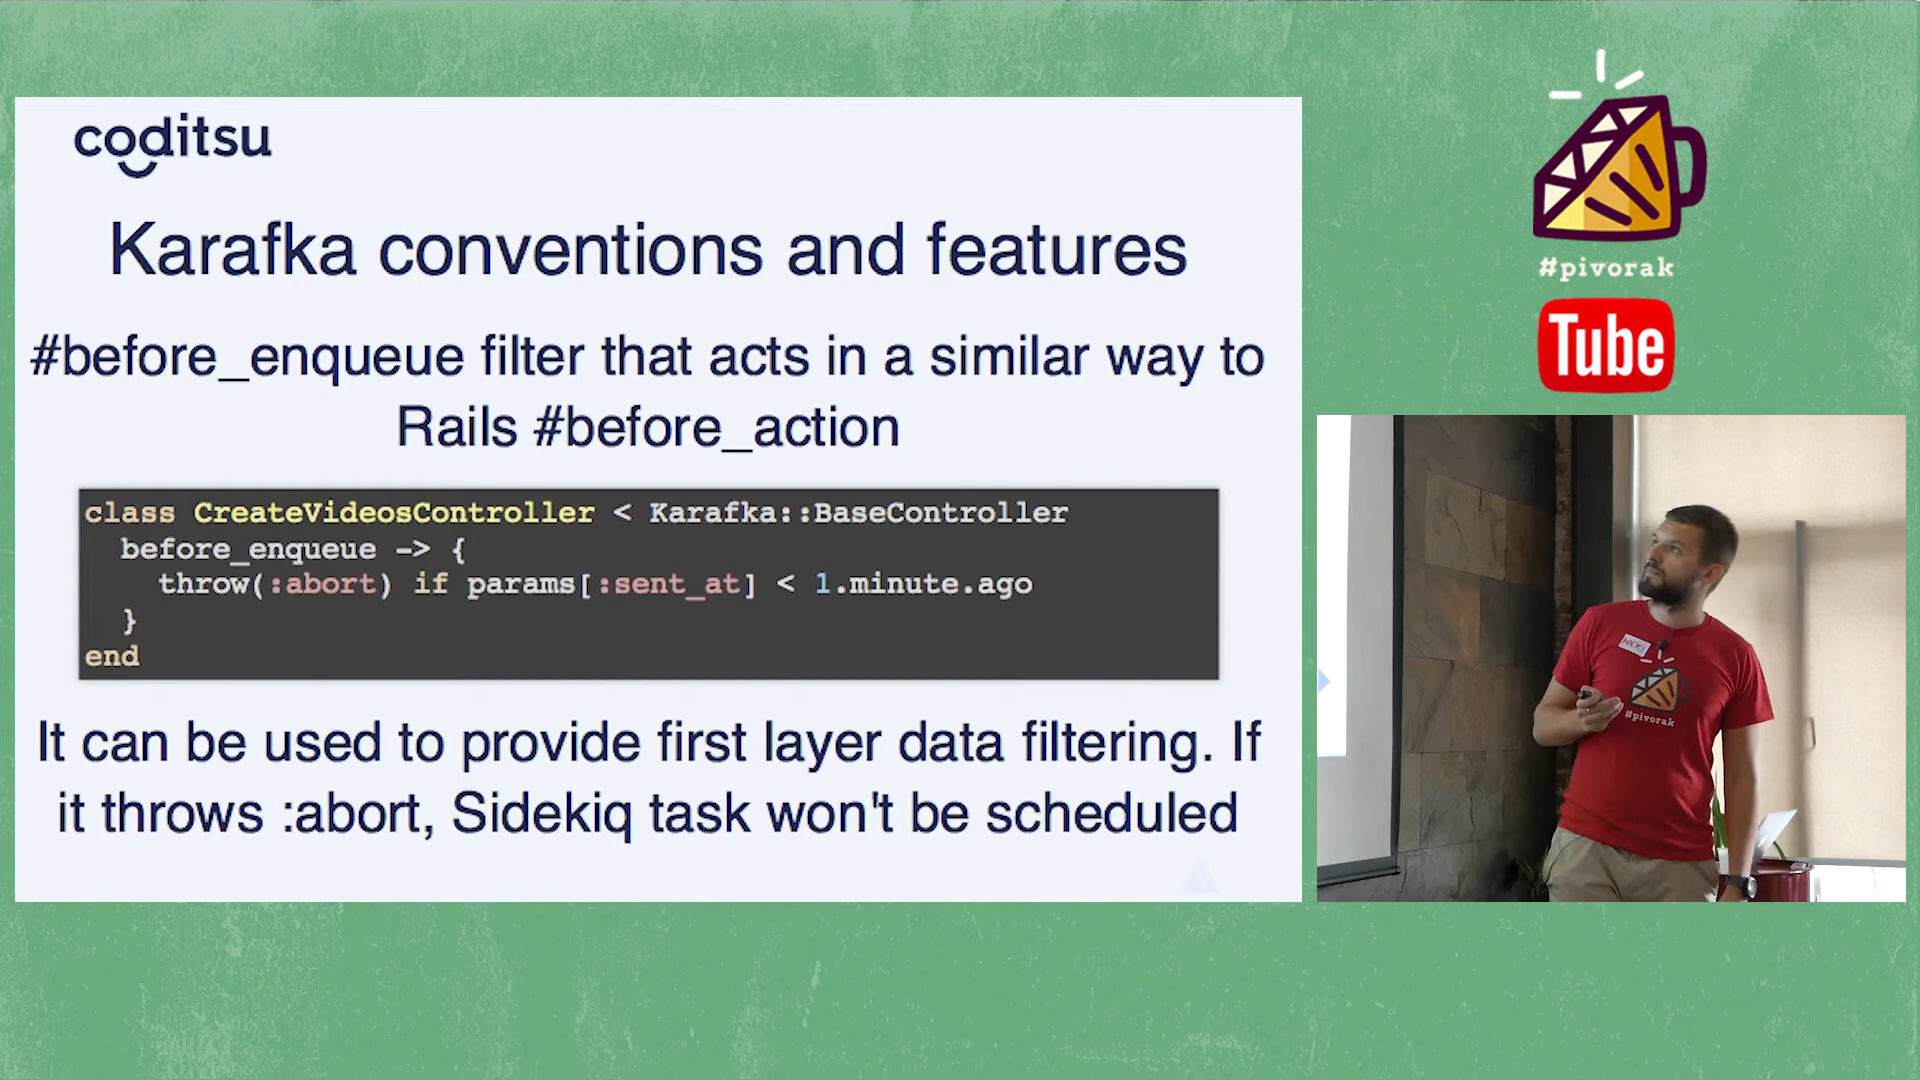 coditsu
Karafka conventions and features
#before_enqueue filter that acts in a similar way to
Rails #before_action
class CreateVideosController < Karafka::BaseController
  before_enqueue -> {
    throw(:abort) if params[:sent_at] < 1.minute.ago
  }
end
It can be used to provide first layer data filtering. If
it throws :abort, Sidekiq task won't be scheduled
#pivorak
Tube
#pivorak